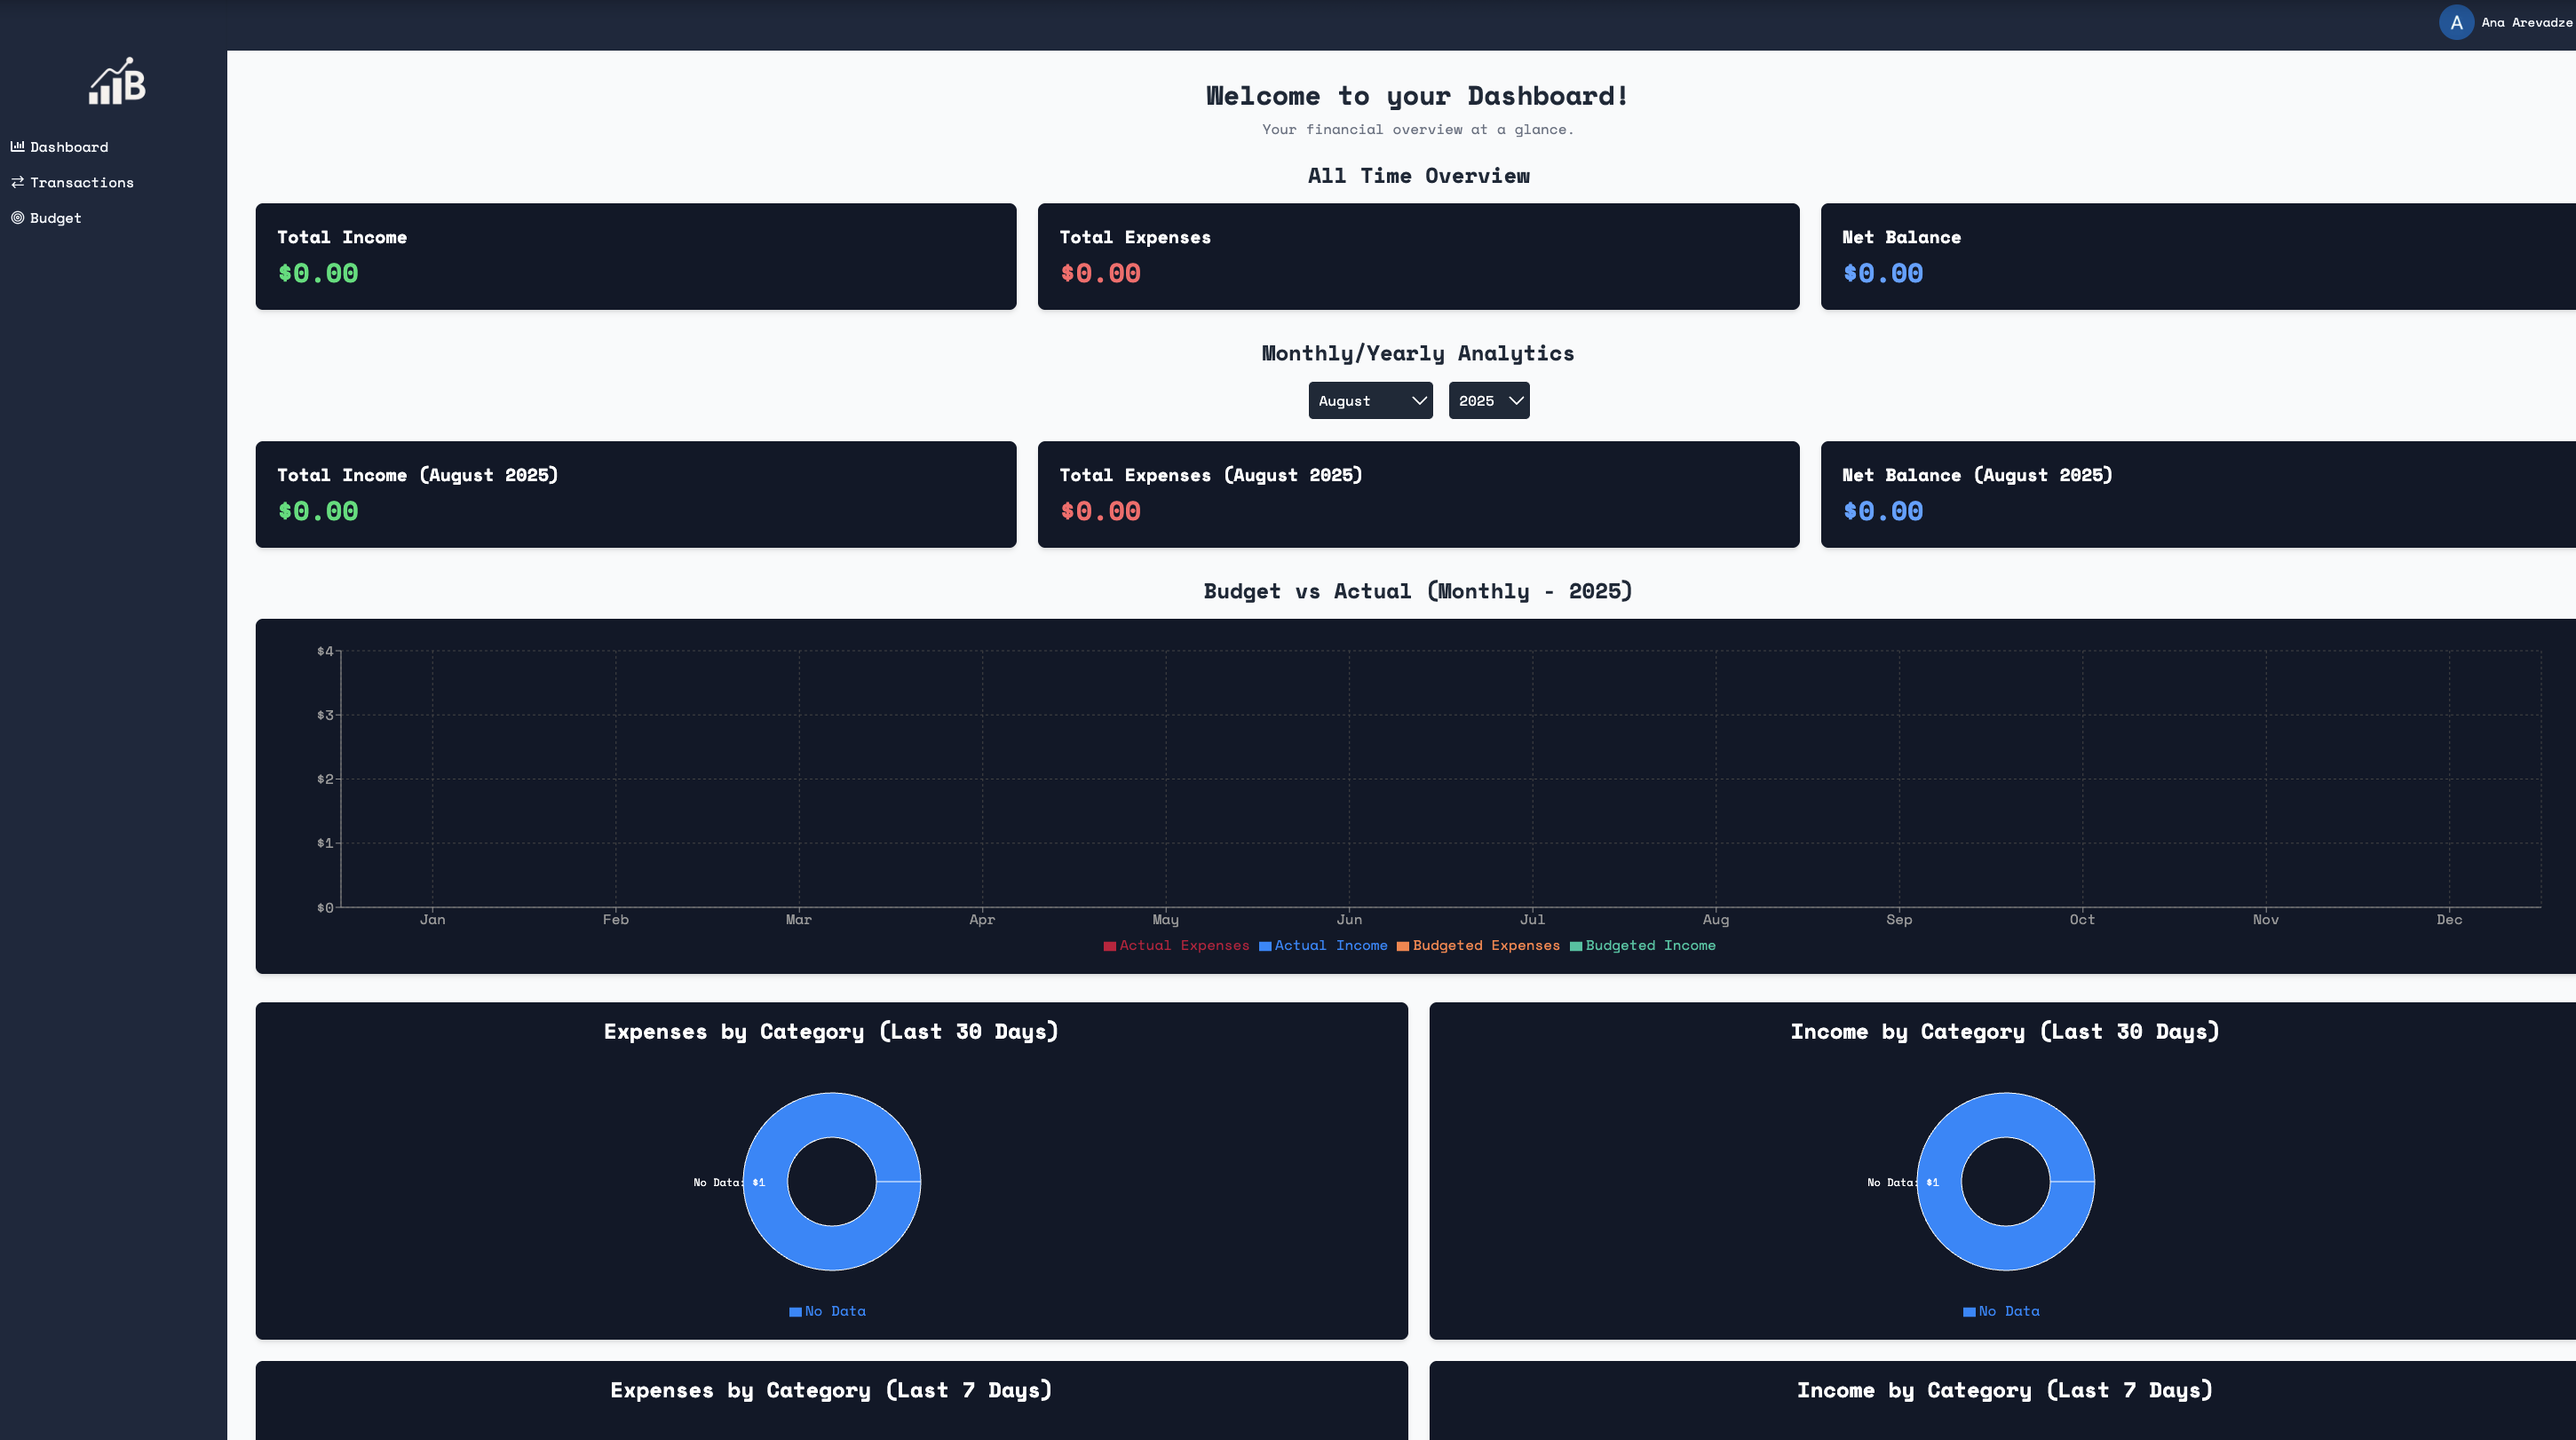 A Ana Arevadze
B
Dashboard
Transactions
Budget
Welcome to your Dashboard!
Your financial overview at a glance.
All Time Overview
Total Income
$0.00
Total Expenses
$0.00
Net Balance
$0.00
Monthly/Yearly Analytics
August 2025
Total Income (August 2025)
$0.00
Total Expenses (August 2025)
$0.00
Net Balance (August 2025)
$0.00
Budget vs Actual (Monthly - 2025)
$4
$3
$2
$1
$0
Jan Feb Mar Apr May Jun Jul Aug Sep Oct Nov Dec
Actual Expenses Actual Income Budgeted Expenses Budgeted Income
Expenses by Category (Last 30 Days)
No Data: $1
No Data
Income by Category (Last 30 Days)
No Data: $1
No Data
Expenses by Category (Last 7 Days)
Income by Category (Last 7 Days)